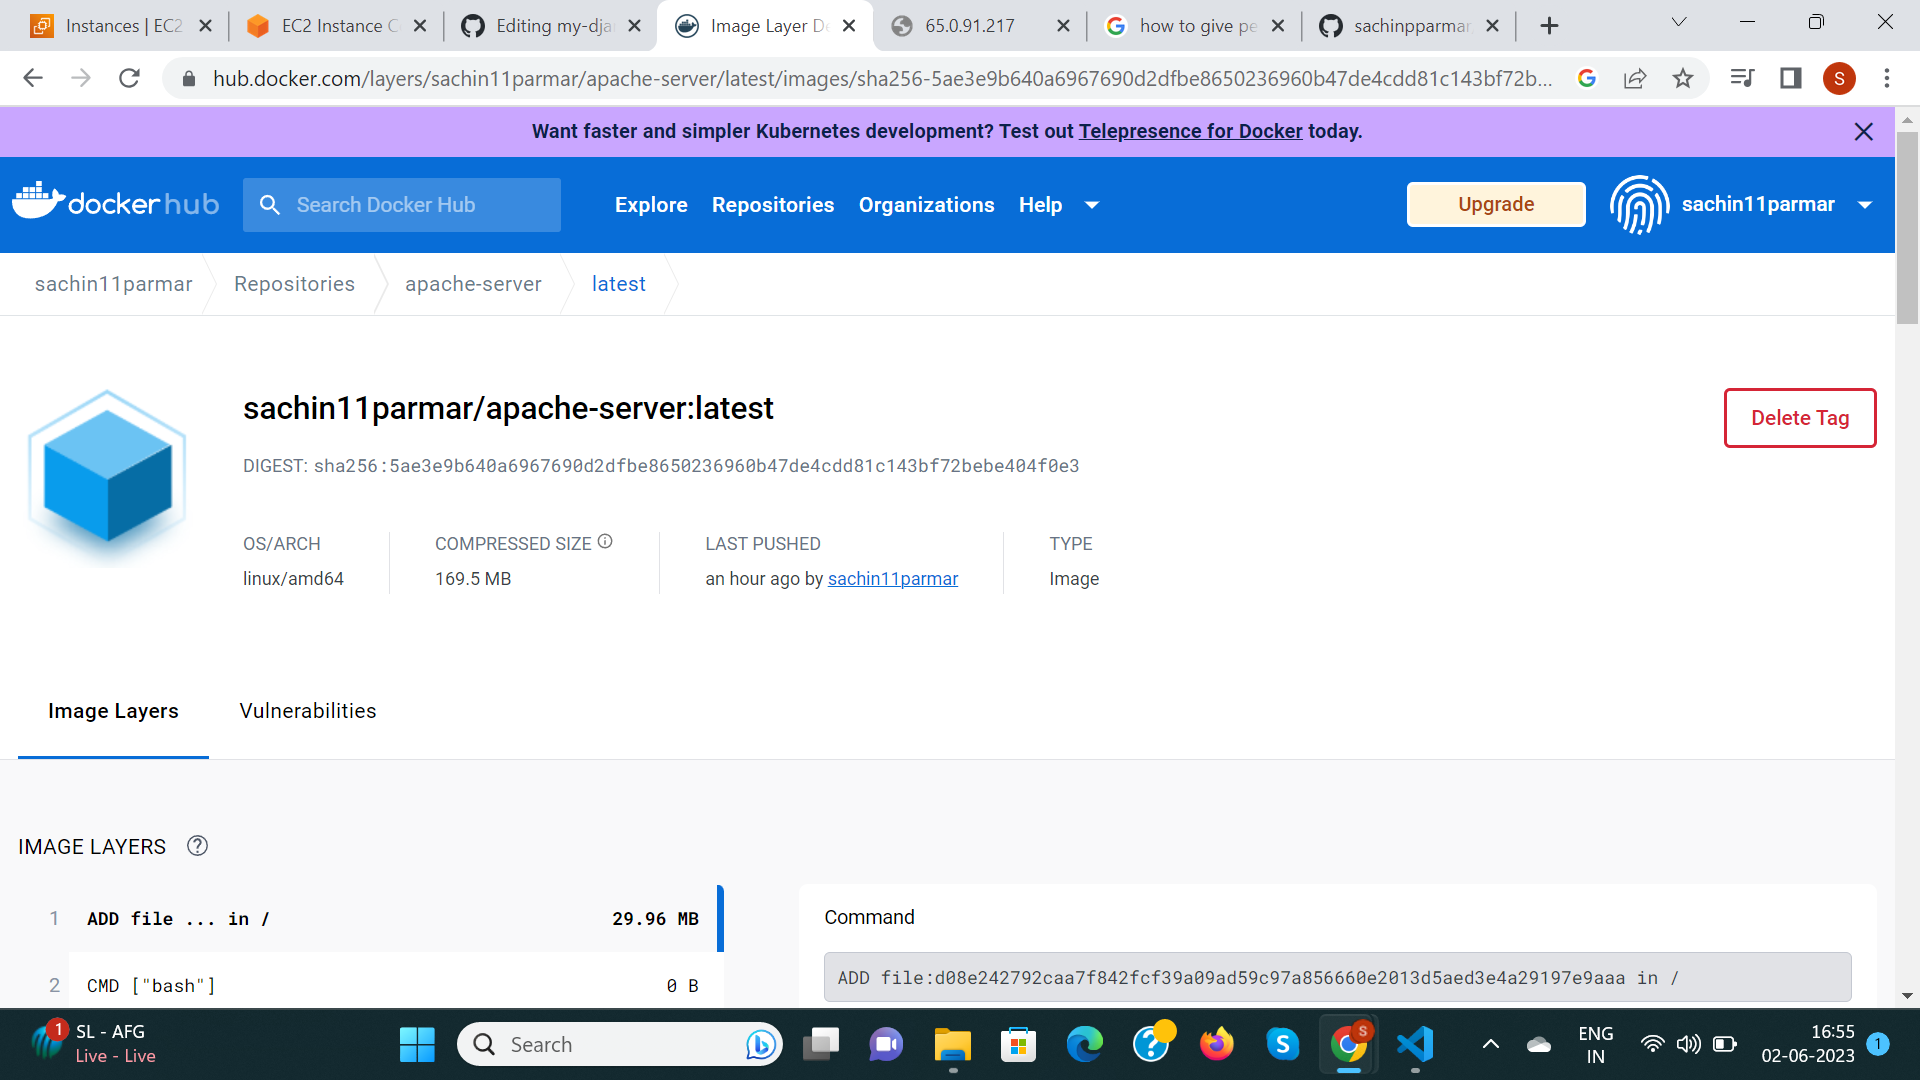 Instances | EC2
EC2 Instance C
Editing my-dja
Image Layer De
65.0.91.217
how to give pe
sachinpparmar
hub.docker.com/layers/sachin11parmar/apache-server/latest/images/sha256-5ae3e9b640a6967690d2dfbe8650236960b47de4cdd81c143bf72b...
S
Want faster and simpler Kubernetes development? Test out Telepresence for Docker today.
dockerhub
Search Docker Hub
Explore
Repositories
Organizations
Help
Upgrade
sachin11parmar
sachin11parmar
Repositories
apache-server
latest
sachin11parmar/apache-server:latest
Delete Tag
DIGEST: sha256:5ae3e9b640a6967690d2dfbe8650236960b47de4cdd81c143bf72bebe404f0e3
OS/ARCH
COMPRESSED SIZE
LAST PUSHED
TYPE
linux/amd64
169.5 MB
an hour ago by sachin11parmar
Image
Image Layers
Vulnerabilities
IMAGE LAYERS
1 ADD file ... in / 29.96 MB
Command
ADD file:d08e242792caa7f842fcf39a09ad59c97a856660e2013d5aed3e4a29197e9aaa in /
2 CMD ["bash"] 0 B
1
SL - AFG
Live - Live
Search
S
ENG
IN
16:55
02-06-2023
1